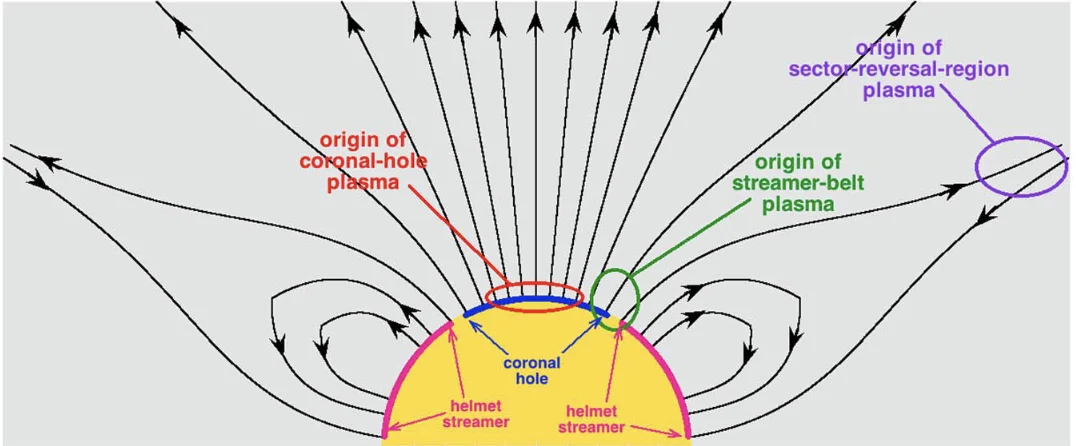 origin of
sector-reversal-region
plasma
origin of
coronal-hole
plasma
origin of
streamer-belt
plasma
coronal
hole
helmet
streamer
helmet
streamer